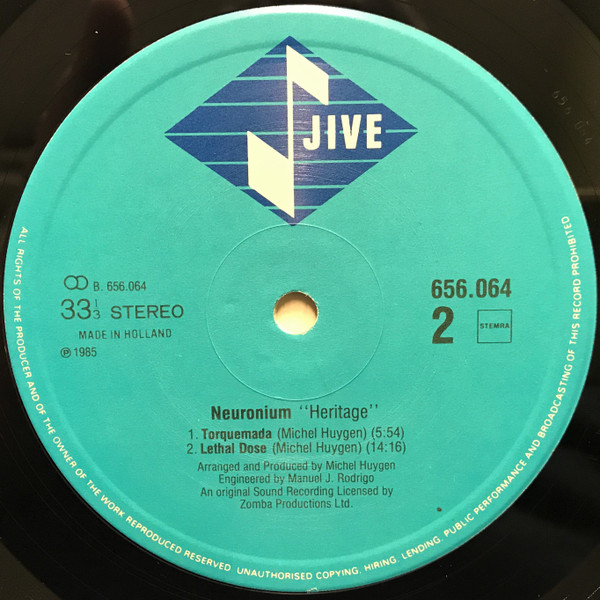 JIVE
B. 656.064
33 1/3 STEREO
MADE IN HOLLAND
℗ 1985
656.064
2
STEMRA
Neuronium "Heritage"
1. Torquemada (Michel Huygen) (5:54)
2. Lethal Dose (Michel Huygen) (14:16)
Arranged and Produced by Michel Huygen
Engineered by Manuel J. Rodrigo
An original Sound Recording Licensed by
Zomba Productions Ltd.
ALL RIGHTS OF THE PRODUCER AND OF THE OWNER OF THE WORK REPRODUCED RESERVED. UNAUTHORISED COPYING, HIRING, LENDING, PUBLIC PERFORMANCE AND BROADCASTING OF THIS RECORD PROHIBITED